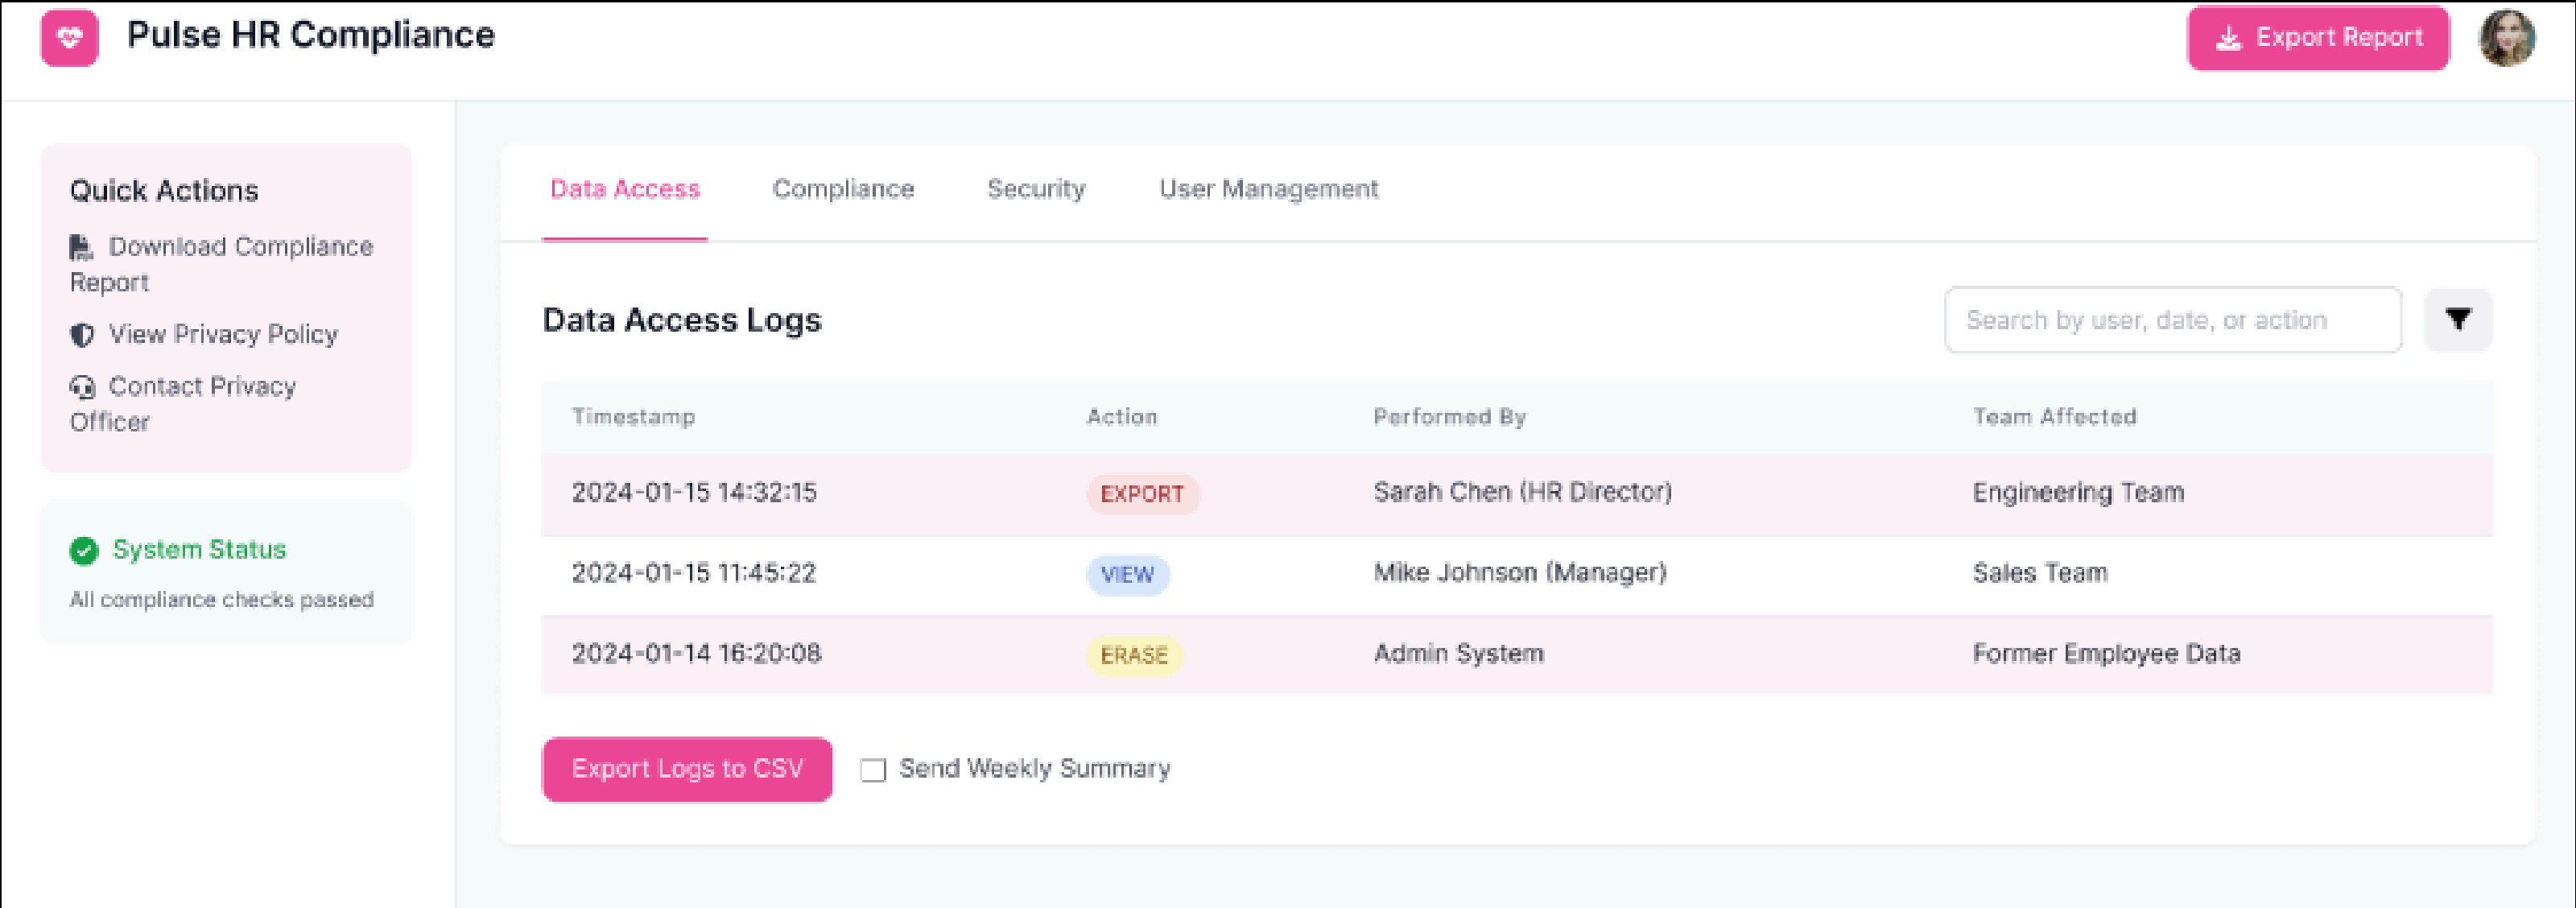 Pulse HR Compliance
Export Report
Quick Actions
Download Compliance
Report
View Privacy Policy
Contact Privacy
Officer
System Status
All compliance checks passed
Data Access Compliance Security User Management
Data Access Logs
Search by user, date, or action
Timestamp Action Performed By Team Affected
2024-01-15 14:32:15 EXPORT Sarah Chen (HR Director) Engineering Team
2024-01-15 11:45:22 VIEW Mike Johnson (Manager) Sales Team
2024-01-14 16:20:08 ERASE Admin System Former Employee Data
Export Logs to CSV Send Weekly Summary